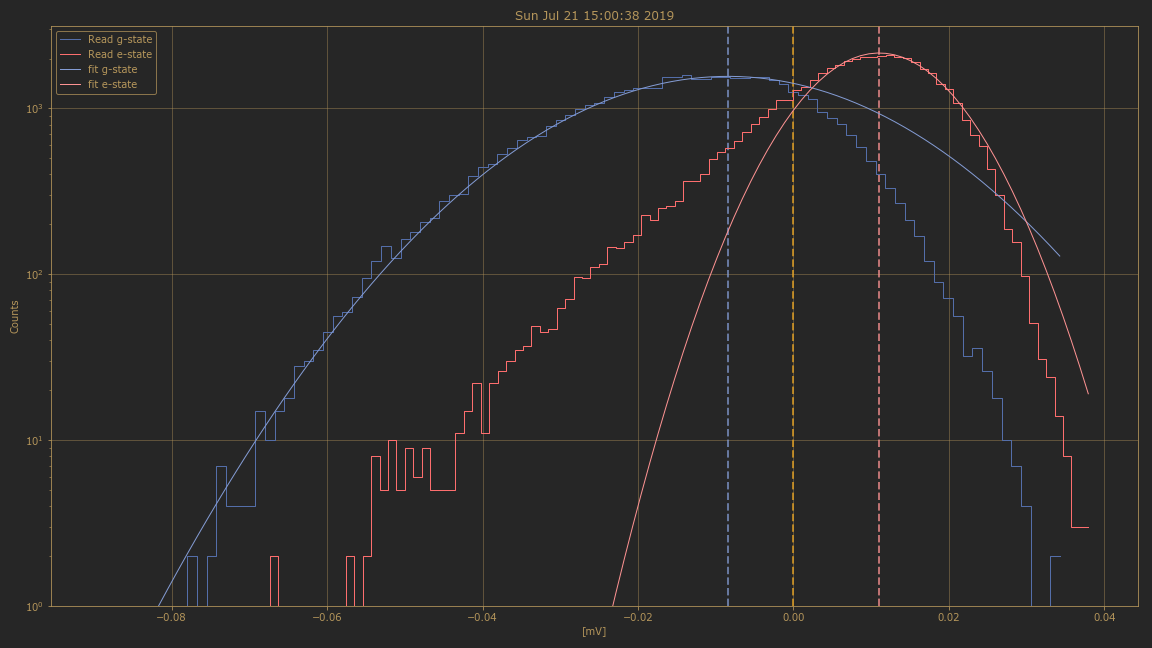 Sun Jul 21 15:00:38 2019
Read g-state
Read e-state
fit g-state
fit e-state
Counts
10³
10²
10¹
10⁰
−0.08 −0.06 −0.04 −0.02 0.00 0.02 0.04
[mV]